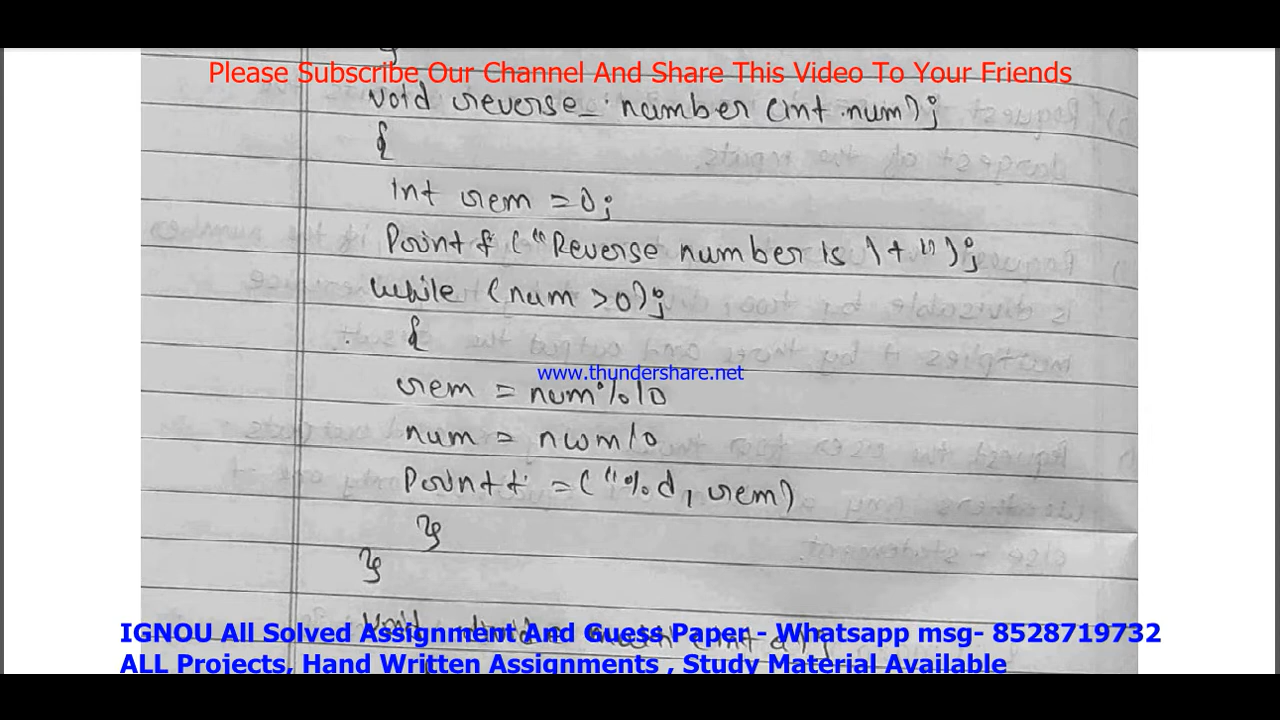 Please Subscribe Our Channel And Share This Video To Your Friends
void reverse_number (int num);
{
int rem = 0;
Printf ("Reverse number is \t");
while (num >0);
{
www.thundershare.net
rem = num%10
num = num/0
Printf = ("%d, rem)
}
}
IGNOU All Solved Assignment And Guess Paper - Whatsapp msg- 8528719732
ALL Projects, Hand Written Assignments , Study Material Available